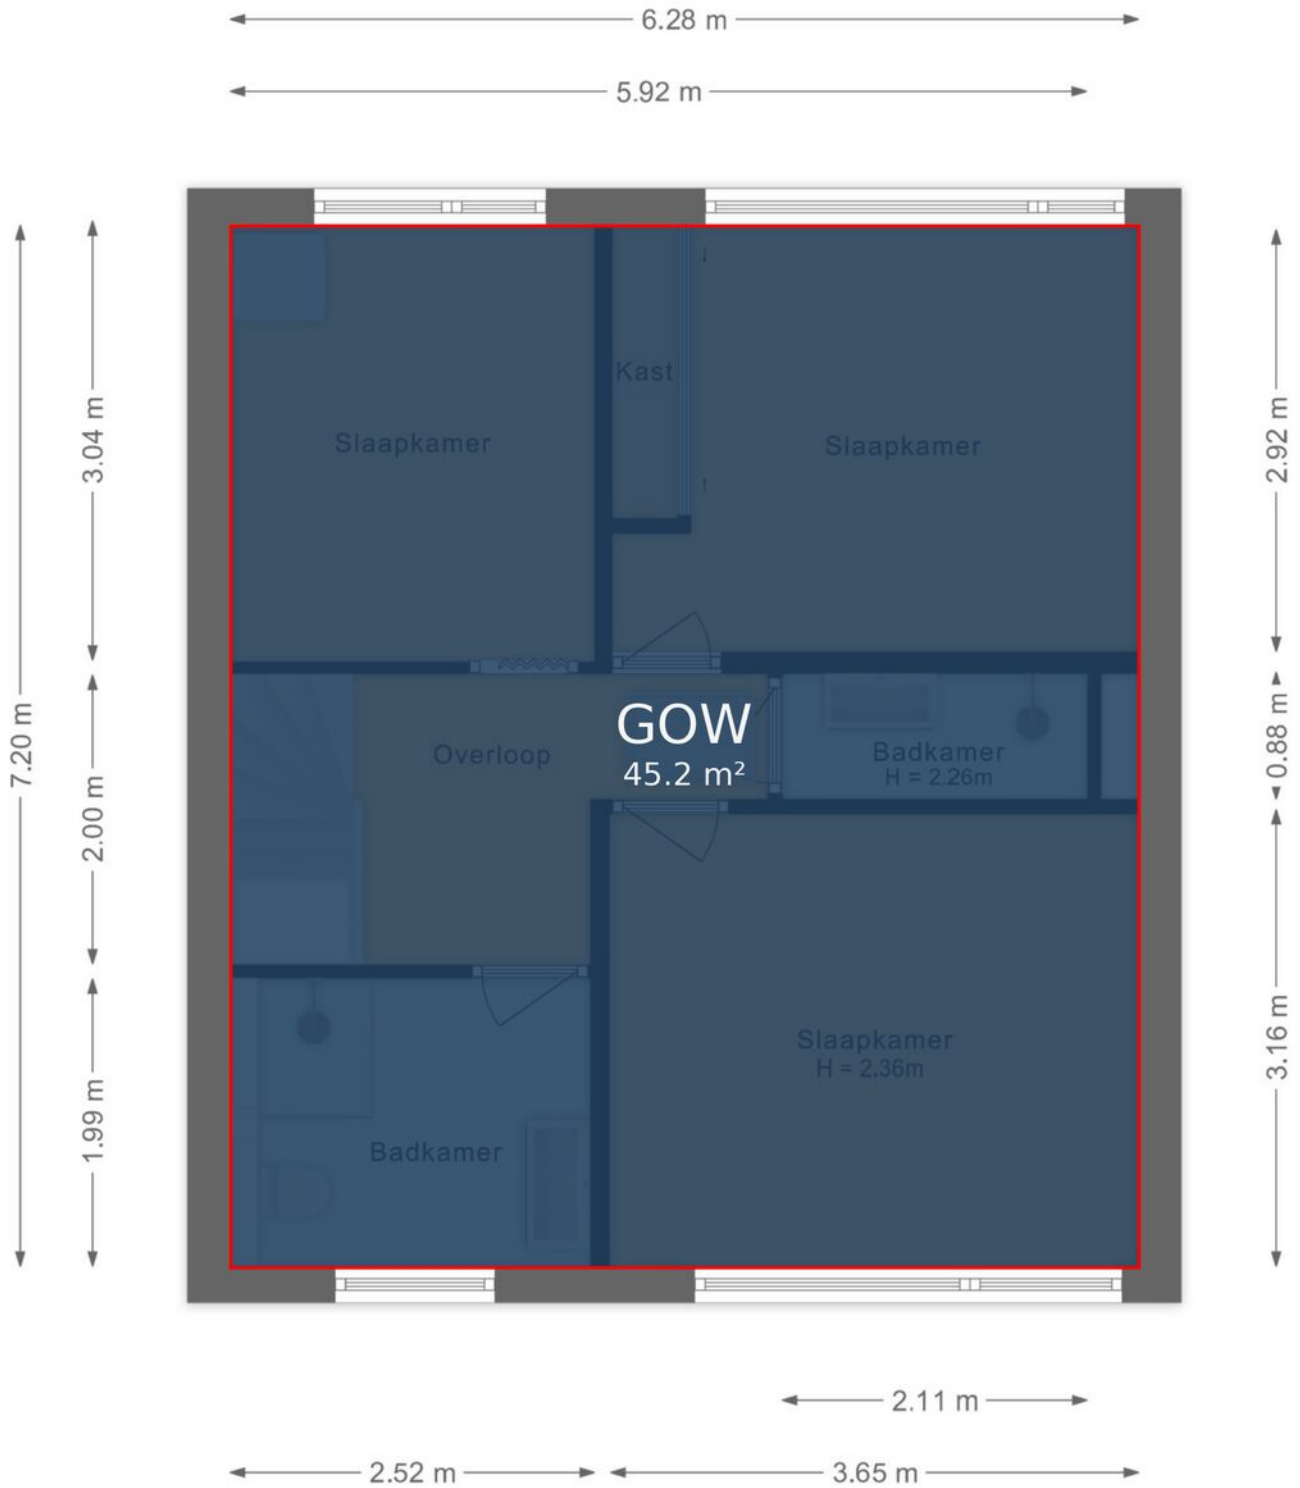 6.28 m
5.92 m
3.04 m
7.20 m
2.00 m
1.99 m
Kast
Slaapkamer
Slaapkamer
2.92 m
GOW
45.2 m²
Overloop
Badkamer
H = 2.26m
0.88 m
Slaapkamer
H = 2.36m
3.16 m
Badkamer
2.11 m
2.52 m
3.65 m